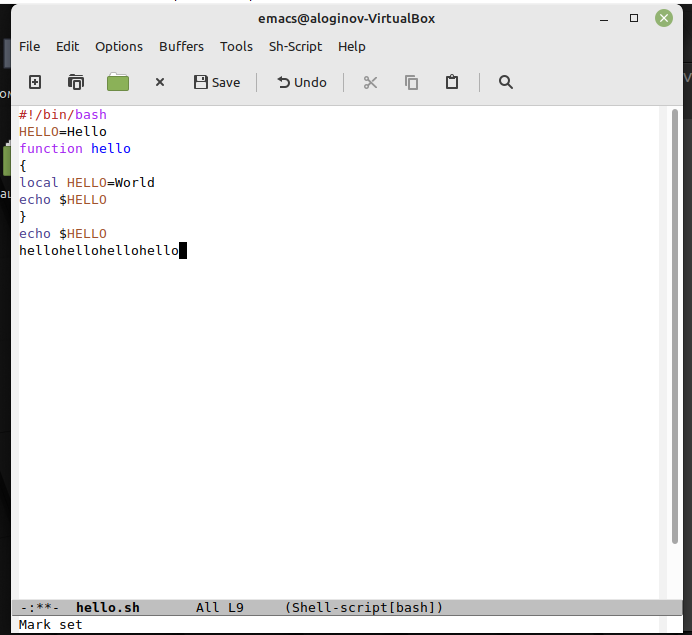 emacs@aloginov-VirtualBox
File Edit Options Buffers Tools Sh-Script Help
Save Undo
#!/bin/bash
HELLO=Hello
function hello
{
local HELLO=World
echo $HELLO
}
echo $HELLO
hellohellohellohello
-:**- hello.sh All L9 (Shell-script[bash])
Mark set